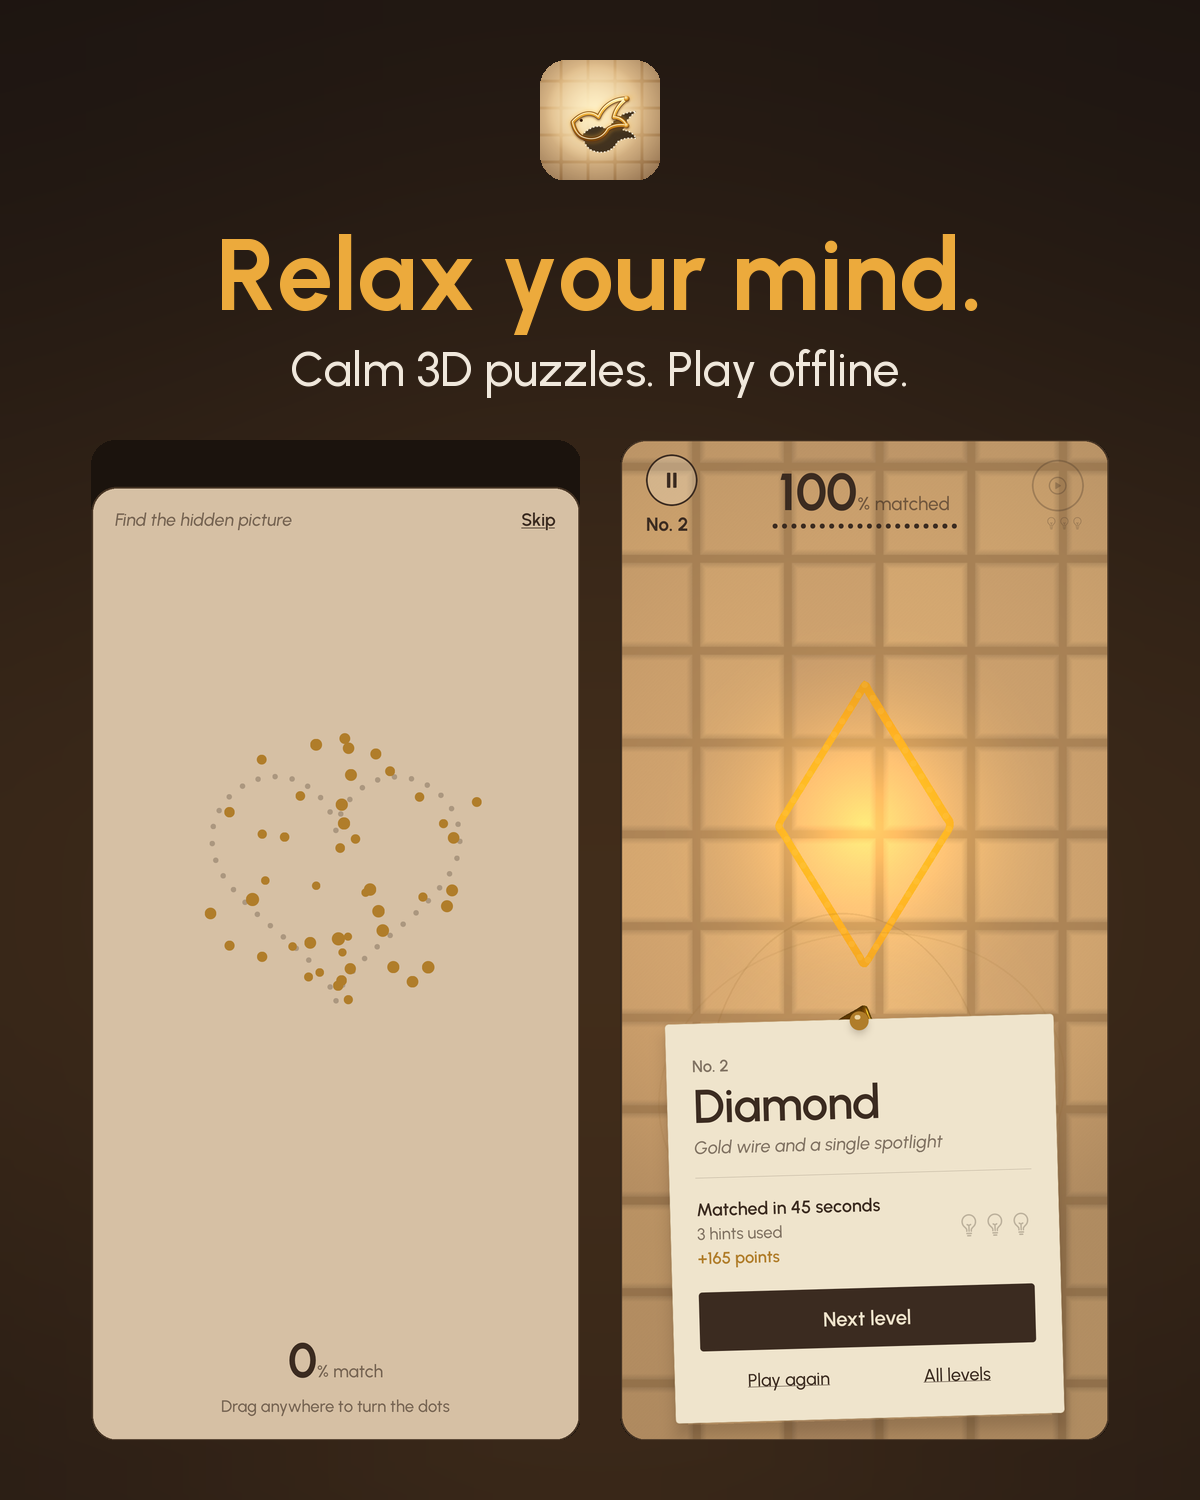 Relax your mind.
Calm 3D puzzles. Play offline.
Find the hidden picture
Skip
0% match
Drag anywhere to turn the dots
No. 2
100% matched
No. 2
Diamond
Gold wire and a single spotlight
Matched in 45 seconds
3 hints used
+165 points
Next level
Play again
All levels